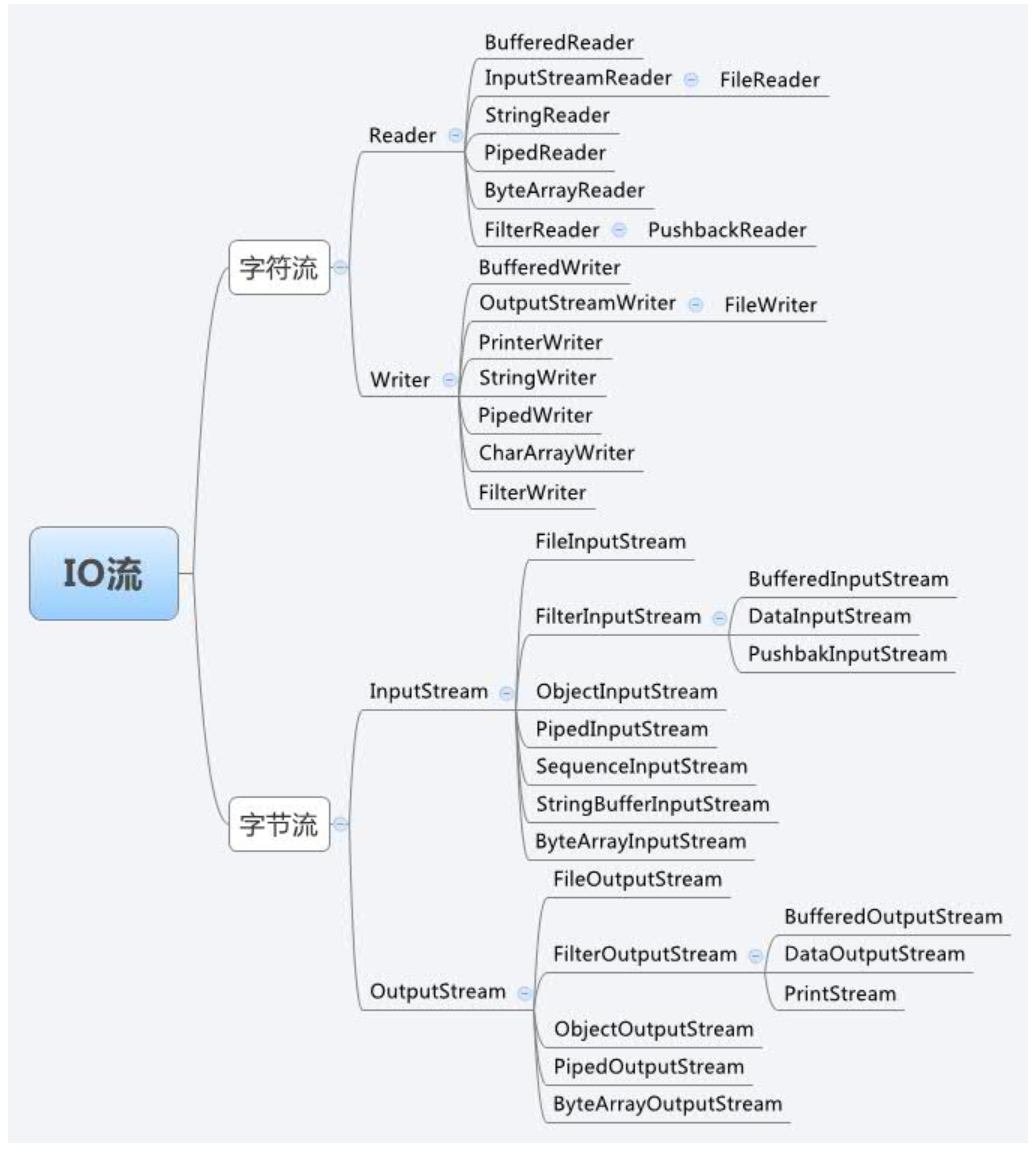 BufferedReader
InputStreamReader FileReader
StringReader
Reader
PipedReader
ByteArrayReader
FilterReader PushbackReader
字符流
BufferedWriter
OutputStreamWriter FileWriter
PrinterWriter
Writer
StringWriter
PipedWriter
CharArrayWriter
FilterWriter
IO流
FileInputStream
FilterInputStream
BufferedInputStream
DataInputStream
PushbakInputStream
InputStream
ObjectInputStream
PipedInputStream
SequenceInputStream
StringBufferInputStream
ByteArrayInputStream
字节流
FileOutputStream
FilterOutputStream
BufferedOutputStream
DataOutputStream
PrintStream
OutputStream
ObjectOutputStream
PipedOutputStream
ByteArrayOutputStream